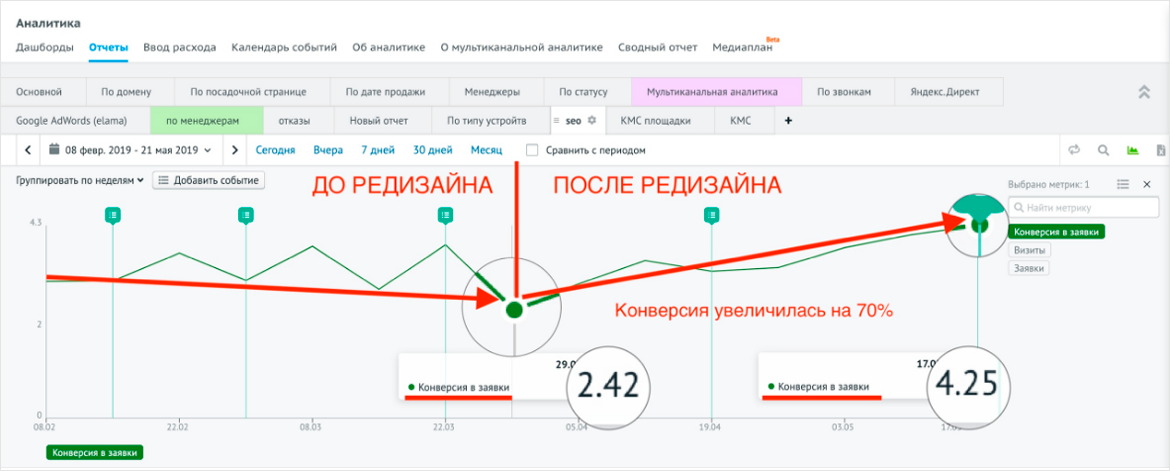 Аналитика
Дашборды Отчеты Ввод расхода Календарь событий Об аналитике О мультиканальной аналитике Сводный отчет Медиаплан Beta
Основной По домену По посадочной странице По дате продажи Менеджеры По статусу Мультиканальная аналитика По звонкам Яндекс.Директ
Google AdWords (elama) по менеджерам отказы Новый отчет По типу устройтв seo КМС площадки КМС +
08 февр. 2019 - 21 мая 2019 Сегодня Вчера 7 дней 30 дней Месяц Сравнить с периодом
Группировать по неделям Добавить событие
ДО РЕДИЗАЙНА ПОСЛЕ РЕДИЗАЙНА
Выбрано метрик: 1
Найти метрику
4.3
Конверсия в заявки
Визиты
Заявки
Конверсия увеличилась на 70%
2
29.0
17.0
Конверсия в заявки 2.42
Конверсия в заявки 4.25
0
08.02 22.02 08.03 22.03 05.04 19.04 03.05 17.05
Конверсия в заявки